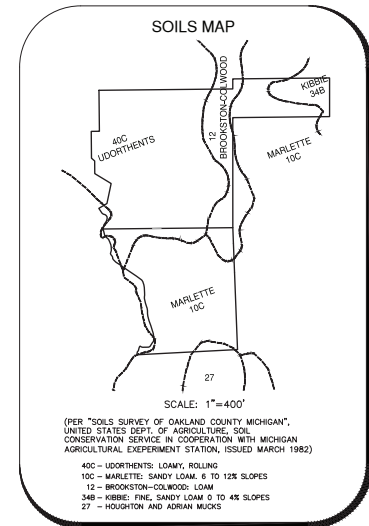 SOILS MAP
KIBBIE
34B
12
BROOKSTON-COLWOOD
40C
UDORTHENTS
MARLETTE
10C
MARLETTE
10C
27
SCALE: 1"=400'
(PER "SOILS SURVEY OF OAKLAND COUNTY MICHIGAN",
UNITED STATES DEPT. OF AGRICULTURE, SOIL
CONSERVATION SERVICE IN COOPERATION WITH MICHIGAN
AGRICULTURAL EXEPERIMENT STATION, ISSUED MARCH 1982)
40C - UDORTHENTS: LOAMY, ROLLING
10C - MARLETTE: SANDY LOAM. 6 TO 12% SLOPES
12 - BROOKSTON-COLWOOD: LOAM
34B - KIBBIE: FINE, SANDY LOAM 0 TO 4% SLOPES
27 - HOUGHTON AND ADRIAN MUCKS